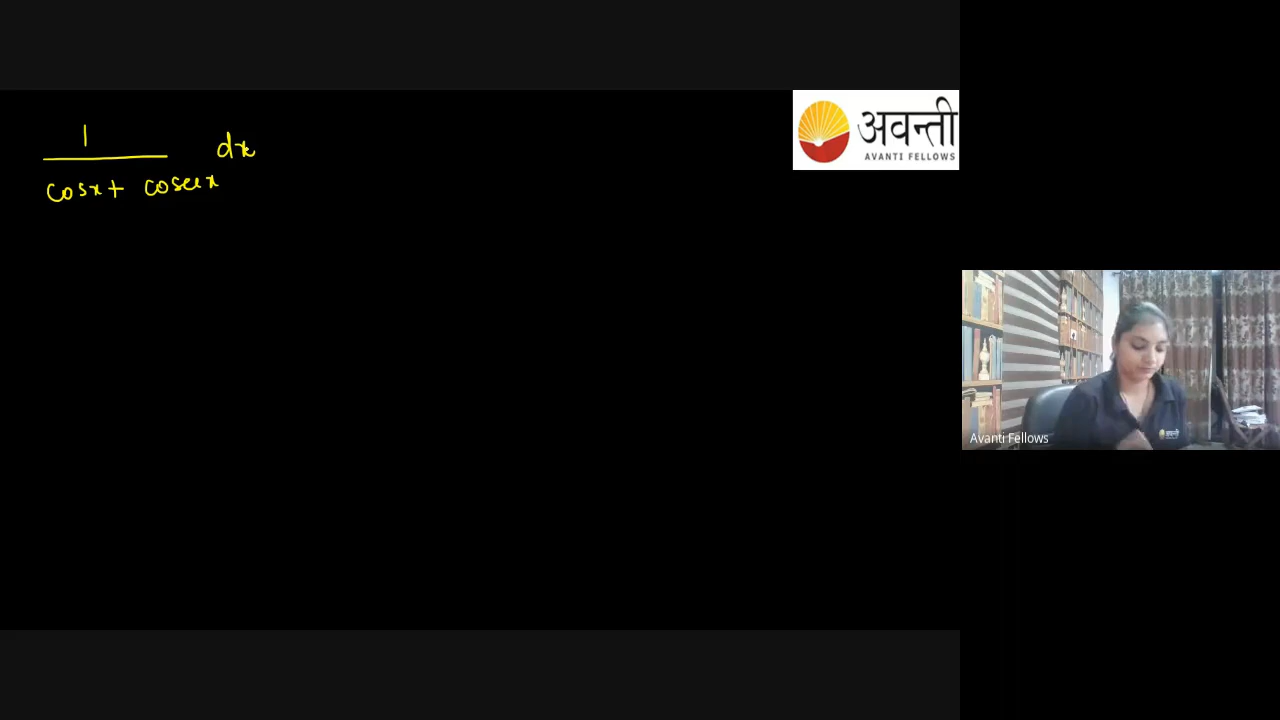 1
dx
cosx + cosecx
अवन्ती
AVANTI FELLOWS
Avanti Fellows